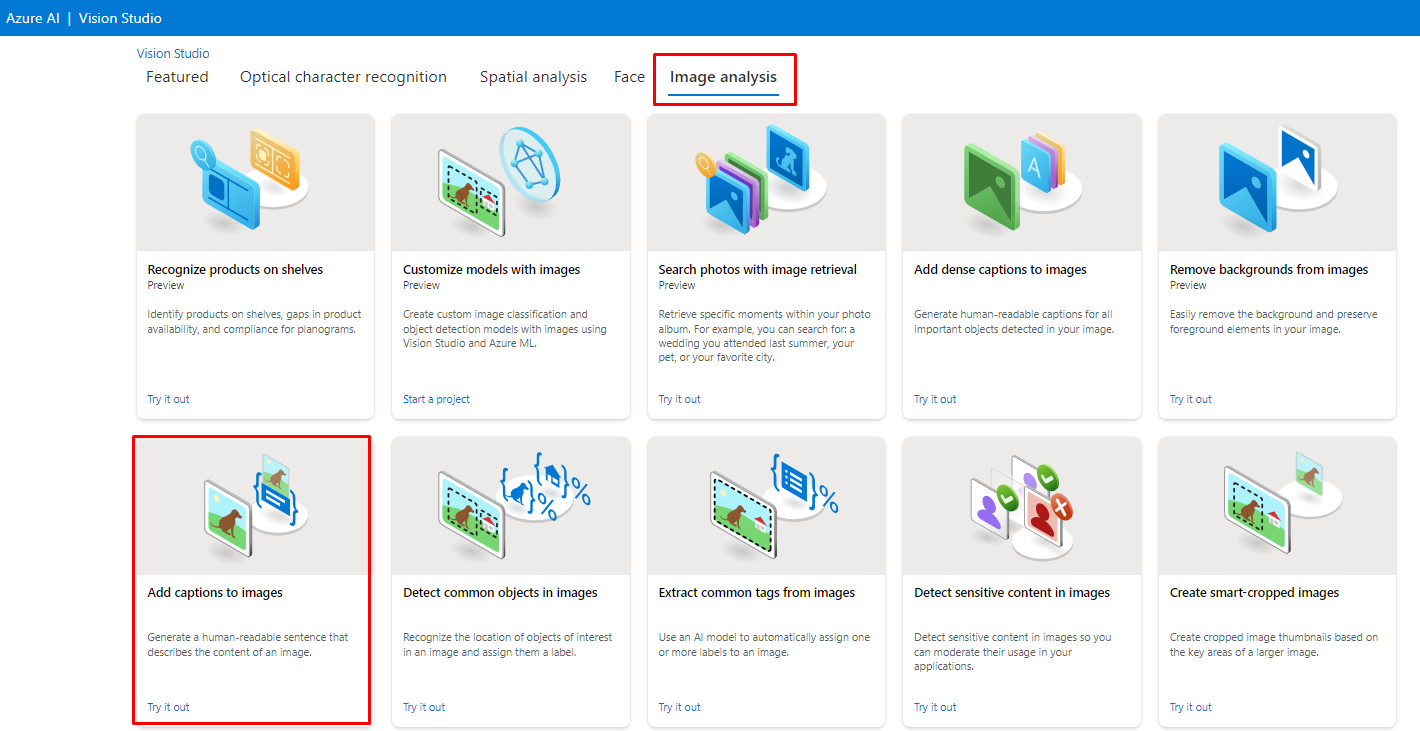 Azure AI | Vision Studio
Vision Studio
Featured Optical character recognition Spatial analysis Face Image analysis
Recognize products on shelves
Preview
Identify products on shelves, gaps in product
availability, and compliance for planograms.
Try it out
Customize models with images
Preview
Create custom image classification and
object detection models with images using
Vision Studio and Azure ML.
Start a project
Search photos with image retrieval
Preview
Retrieve specific moments within your photo
album. For example, you can search for: a
wedding you attended last summer, your
pet, or your favorite city.
Try it out
A
Add dense captions to images
Generate human-readable captions for all
important objects detected in your image.
Try it out
Remove backgrounds from images
Preview
Easily remove the background and preserve
foreground elements in your image.
Try it out
{ }
Add captions to images
Generate a human-readable sentence that
describes the content of an image.
Try it out
{ } %
{ } %
Detect common objects in images
Recognize the location of objects of interest
in an image and assign them a label.
Try it out
{ } %
Extract common tags from images
Use an AI model to automatically assign one
or more labels to an image.
Try it out
Detect sensitive content in images
Detect sensitive content in images so you
can moderate their usage in your
applications.
Try it out
Create smart-cropped images
Create cropped image thumbnails based on
the key areas of a larger image.
Try it out